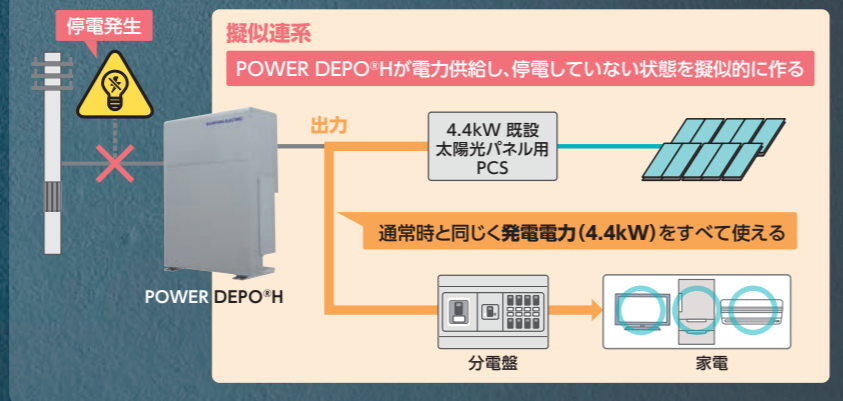 停電発生
擬似連系
POWER DEPO®Hが電力供給し、停電していない状態を擬似的に作る
出力
4.4kW 既設
太陽光パネル用
PCS
通常時と同じく発電電力(4.4kW)をすべて使える
POWER DEPO®H
分電盤
家電